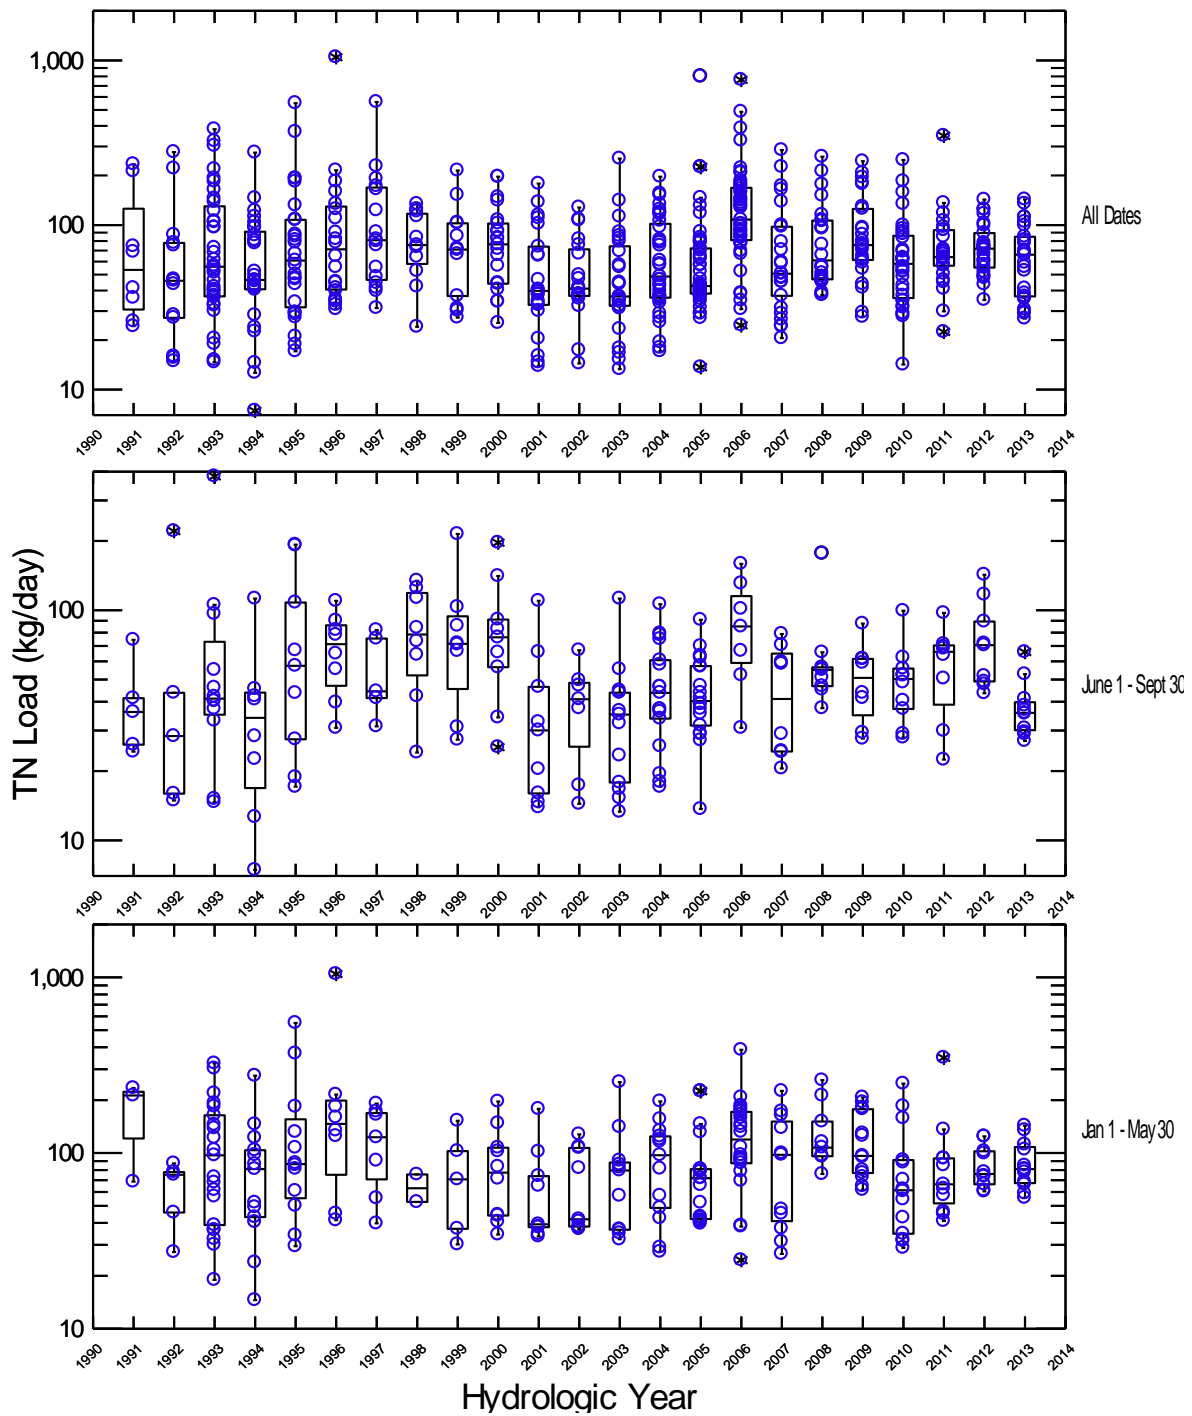 1,000
100
10
All Dates
1990 1991 1992 1993 1994 1995 1996 1997 1998 1999 2000 2001 2002 2003 2004 2005 2006 2007 2008 2009 2010 2011 2012 2013 2014
TN Load (kg/day)
100
10
June 1 - Sept 30
1990 1991 1992 1993 1994 1995 1996 1997 1998 1999 2000 2001 2002 2003 2004 2005 2006 2007 2008 2009 2010 2011 2012 2013 2014
1,000
100
10
Jan 1 - May 30
1990 1991 1992 1993 1994 1995 1996 1997 1998 1999 2000 2001 2002 2003 2004 2005 2006 2007 2008 2009 2010 2011 2012 2013 2014
Hydrologic Year